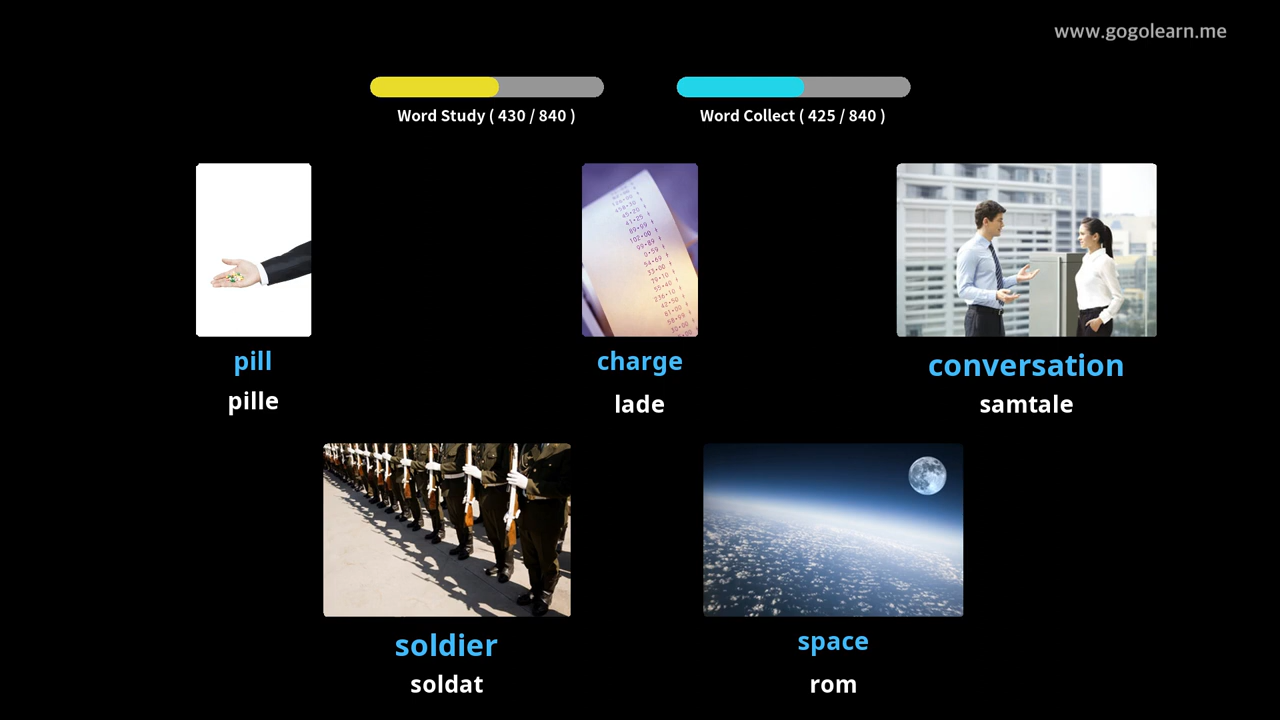 www.gogolearn.me
Word Study ( 430 / 840 )
Word Collect ( 425 / 840 )
pill
pille
charge
lade
conversation
samtale
soldier
soldat
space
rom